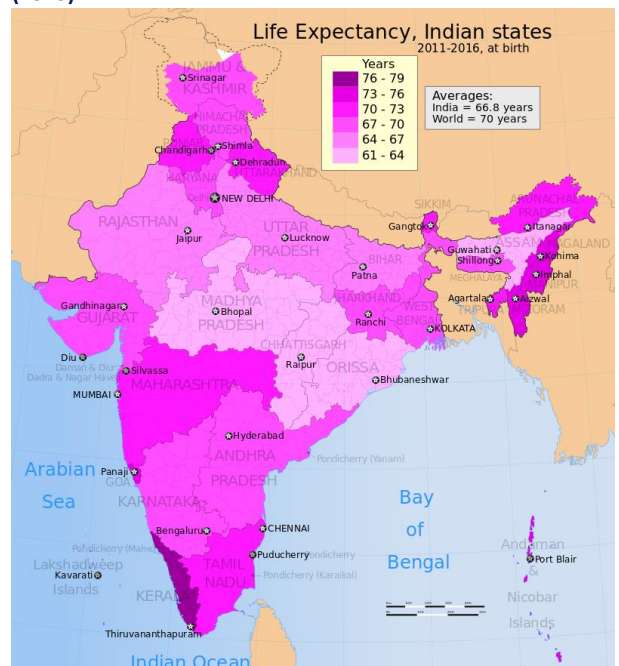 Life Expectancy, Indian states
2011-2016, at birth
Years
76 - 79
73 - 76
70 - 73
67 - 70
64 - 67
61 - 64
Averages:
India = 66.8 years
World = 70 years
JAMMU &
KASHMIR
Srinagar
HIMACHAL
PRADESH
PUNJAB
Shimla
Chandigarh
Dehradun
UTTARAKHAND
HARYANA
Delhi
NEW DELHI
RAJASTHAN
Jaipur
UTTAR
PRADESH
Lucknow
SIKKIM
Gangtok
ARUNACHAL
PRADESH
Itanagar
ASSAM
NAGALAND
Guwahati
Kohima
Shillong
MEGHALAYA
Imphal
MANIPUR
Agartala
TRIPURA
Aizwal
MIZORAM
BIHAR
Patna
JHARKHAND
Ranchi
WEST
BENGAL
KOLKATA
Gandhinagar
GUJARAT
MADHYA
PRADESH
Bhopal
CHHATTISGARH
Raipur
ORISSA
Bhubaneshwar
Diu
Daman & Diu
Dadra & Nagar Haveli
Silvassa
MAHARASHTRA
MUMBAI
Hyderabad
ANDHRA
PRADESH
Pondicherry (Yanam)
Arabian
Sea
Panaji
GOA
KARNATAKA
Bay
of
Bengal
Bengaluru
CHENNAI
Pondicherry (Mahe)
Puducherry
Pondicherry
TAMIL
NADU
Pondicherry (Karaikal)
Lakshadweep
Islands
Kavarati
KERALA
Thiruvananthapuram
Andaman
&
Nicobar
Islands
Port Blair
Indian Ocean